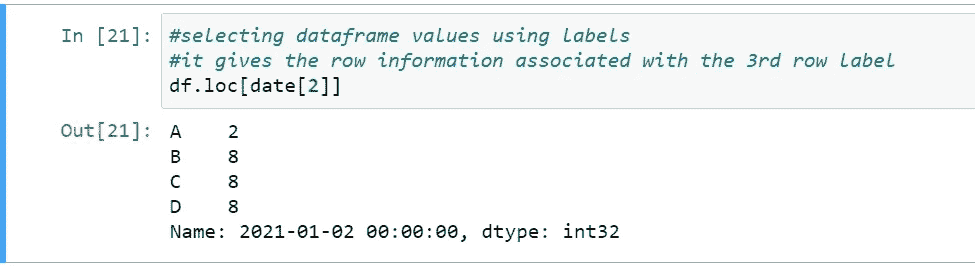 In [21]: #selecting dataframe values using labels
#it gives the row information associated with the 3rd row label
df.loc[date[2]]
Out[21]: A 2
B 8
C 8
D 8
Name: 2021-01-02 00:00:00, dtype: int32